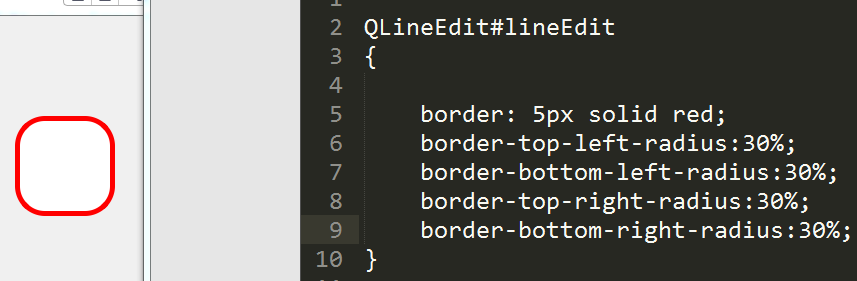 1
2 QLineEdit#lineEdit
3 {
4
5 border: 5px solid red;
6 border-top-left-radius:30%;
7 border-bottom-left-radius:30%;
8 border-top-right-radius:30%;
9 border-bottom-right-radius:30%;
10 }